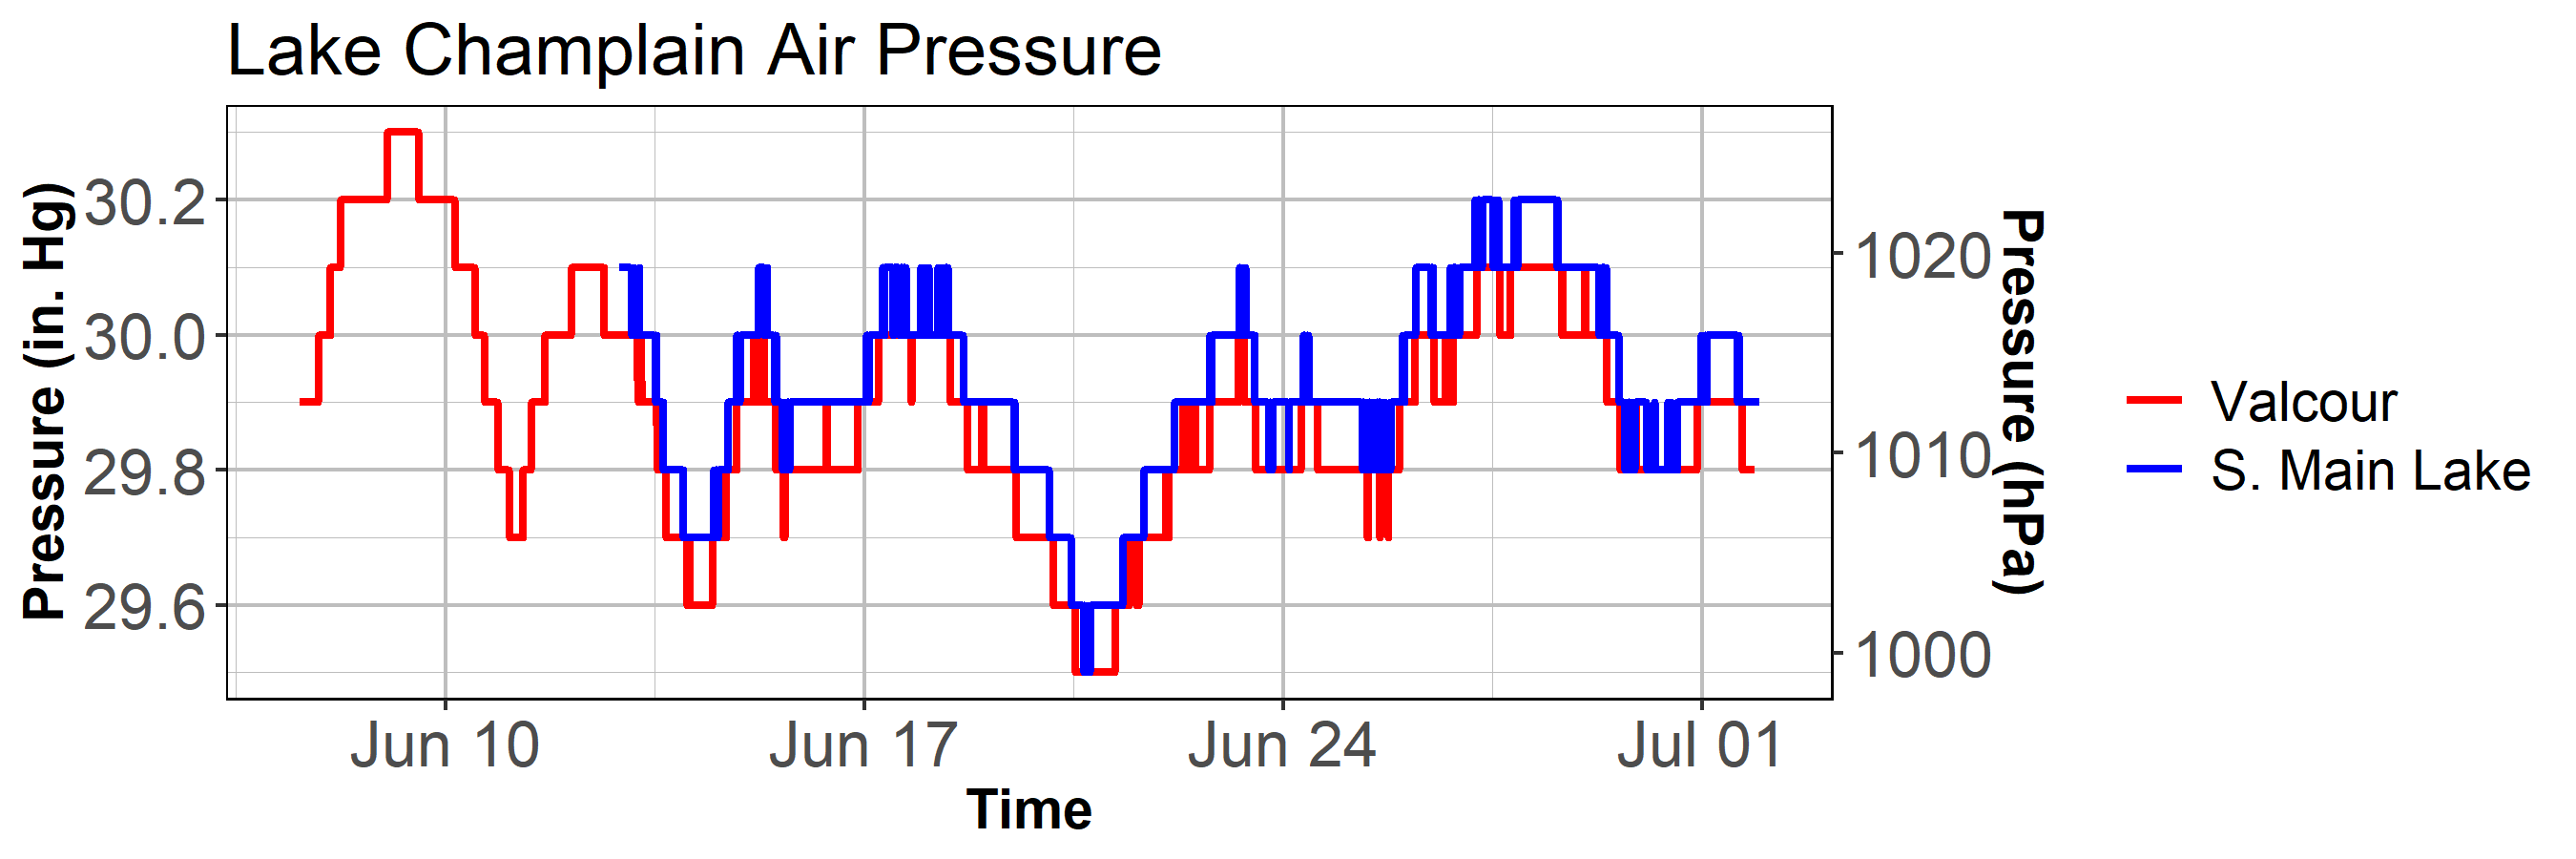 Lake Champlain Air Pressure
Pressure (in. Hg)
30.2
30.0
29.8
29.6
1020
1010
1000
Pressure (hPa)
Jun 10
Jun 17
Jun 24
Jul 01
Time
Valcour
S. Main Lake